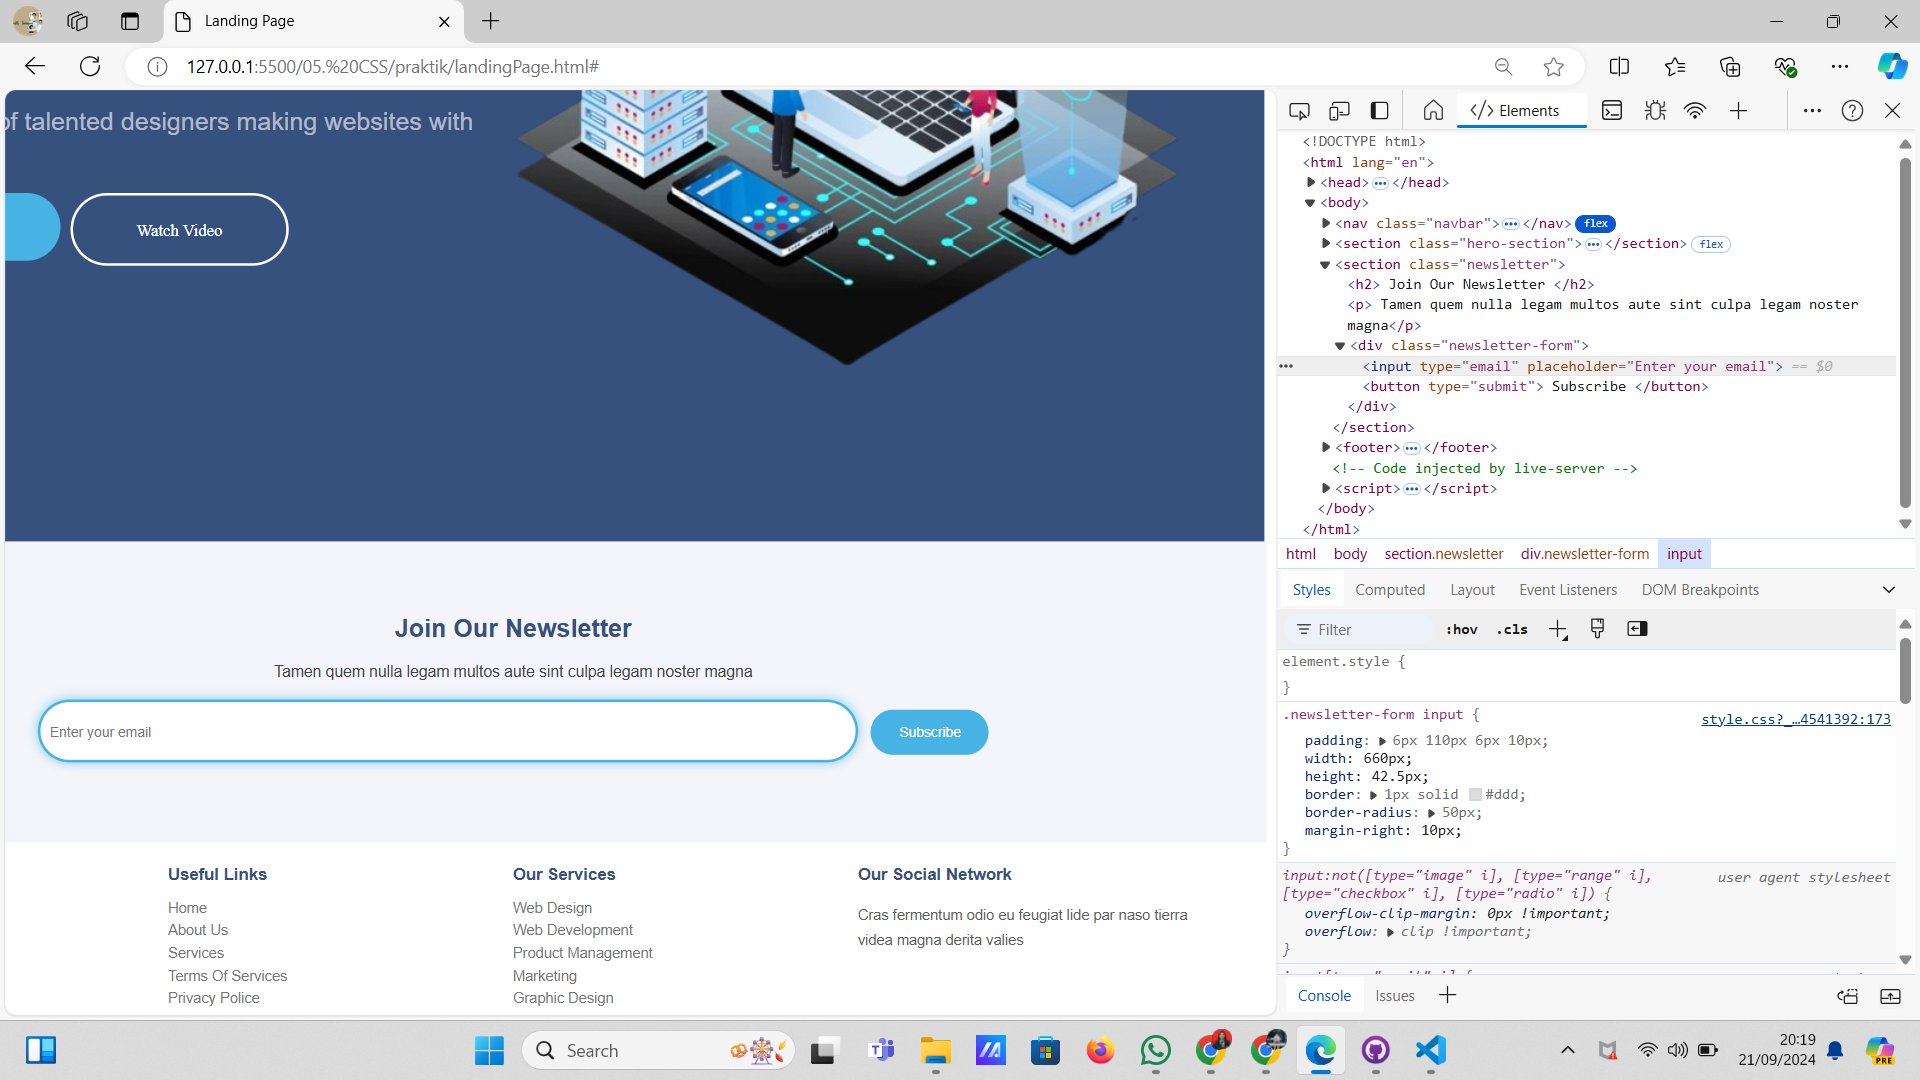 Landing Page
127.0.0.1:5500/05.%20CSS/praktik/landingPage.html#
of talented designers making websites with
Watch Video
Join Our Newsletter
Tamen quem nulla legam multos aute sint culpa legam noster magna
Enter your email
Subscribe
Useful Links
Home
About Us
Services
Terms Of Services
Privacy Police
Our Services
Web Design
Web Development
Product Management
Marketing
Graphic Design
Our Social Network
Cras fermentum odio eu feugiat lide par naso tierra
videa magna derita valies
</> Elements
<!DOCTYPE html>
<html lang="en">
<head> ••• </head>
<body>
<nav class="navbar"> ••• </nav> flex
<section class="hero-section"> ••• </section> flex
<section class="newsletter">
<h2> Join Our Newsletter </h2>
<p> Tamen quem nulla legam multos aute sint culpa legam noster
magna</p>
<div class="newsletter-form">
••• <input type="email" placeholder="Enter your email"> == $0
<button type="submit"> Subscribe </button>
</div>
</section>
<footer> ••• </footer>
<!-- Code injected by live-server -->
<script> ••• </script>
</body>
</html>
html body section.newsletter div.newsletter-form input
Styles Computed Layout Event Listeners DOM Breakpoints
Filter :hov .cls
element.style {
}
.newsletter-form input { style.css?_…4541392:173
padding: 6px 110px 6px 10px;
width: 660px;
height: 42.5px;
border: 1px solid #ddd;
border-radius: 50px;
margin-right: 10px;
}
input:not([type="image" i], [type="range" i], user agent stylesheet
[type="checkbox" i], [type="radio" i]) {
overflow-clip-margin: 0px !important;
overflow: clip !important;
}
Console Issues
Search
20:19
21/09/2024
PRE